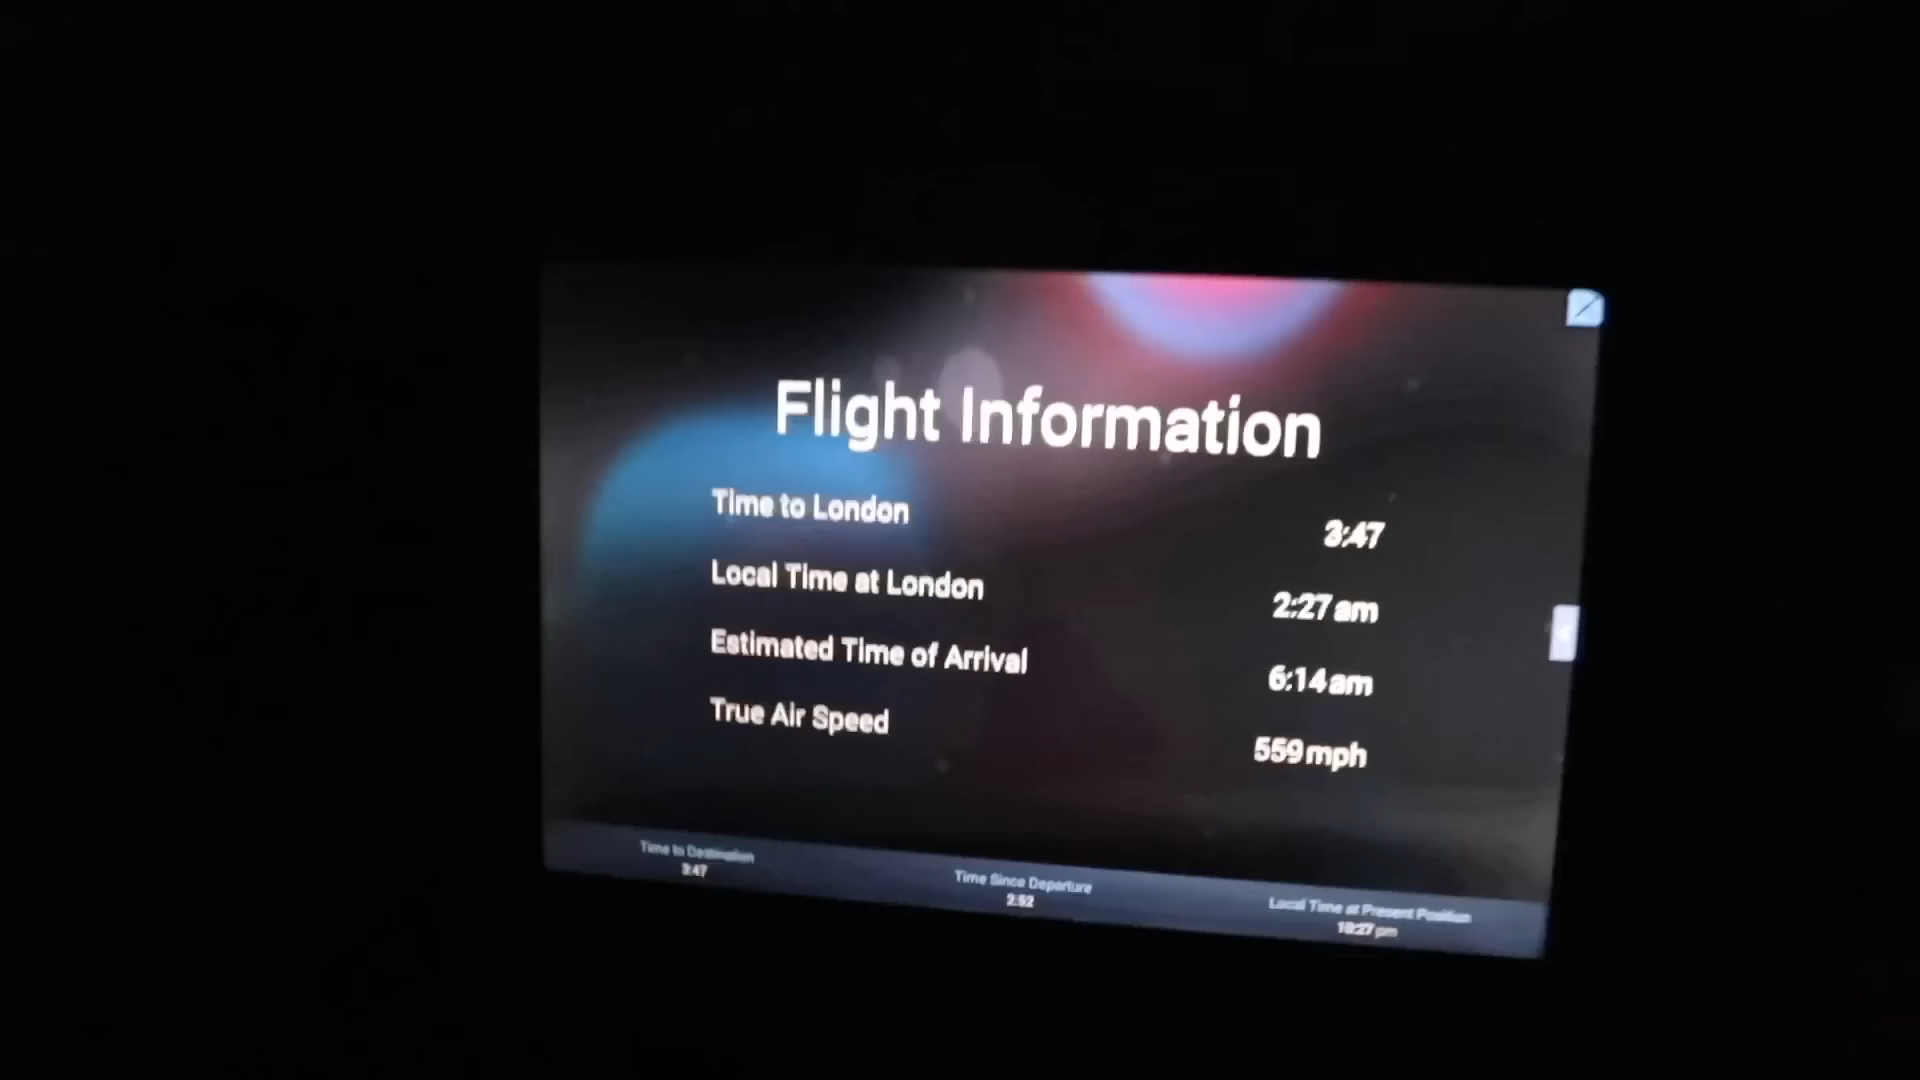 Flight Information
Time to London 3:47
Local Time at London 2:27 am
Estimated Time of Arrival 6:14 am
True Air Speed 559 mph
Time to Destination
3:47
Time Since Departure
2:52
Local Time at Present Position
10:27 pm